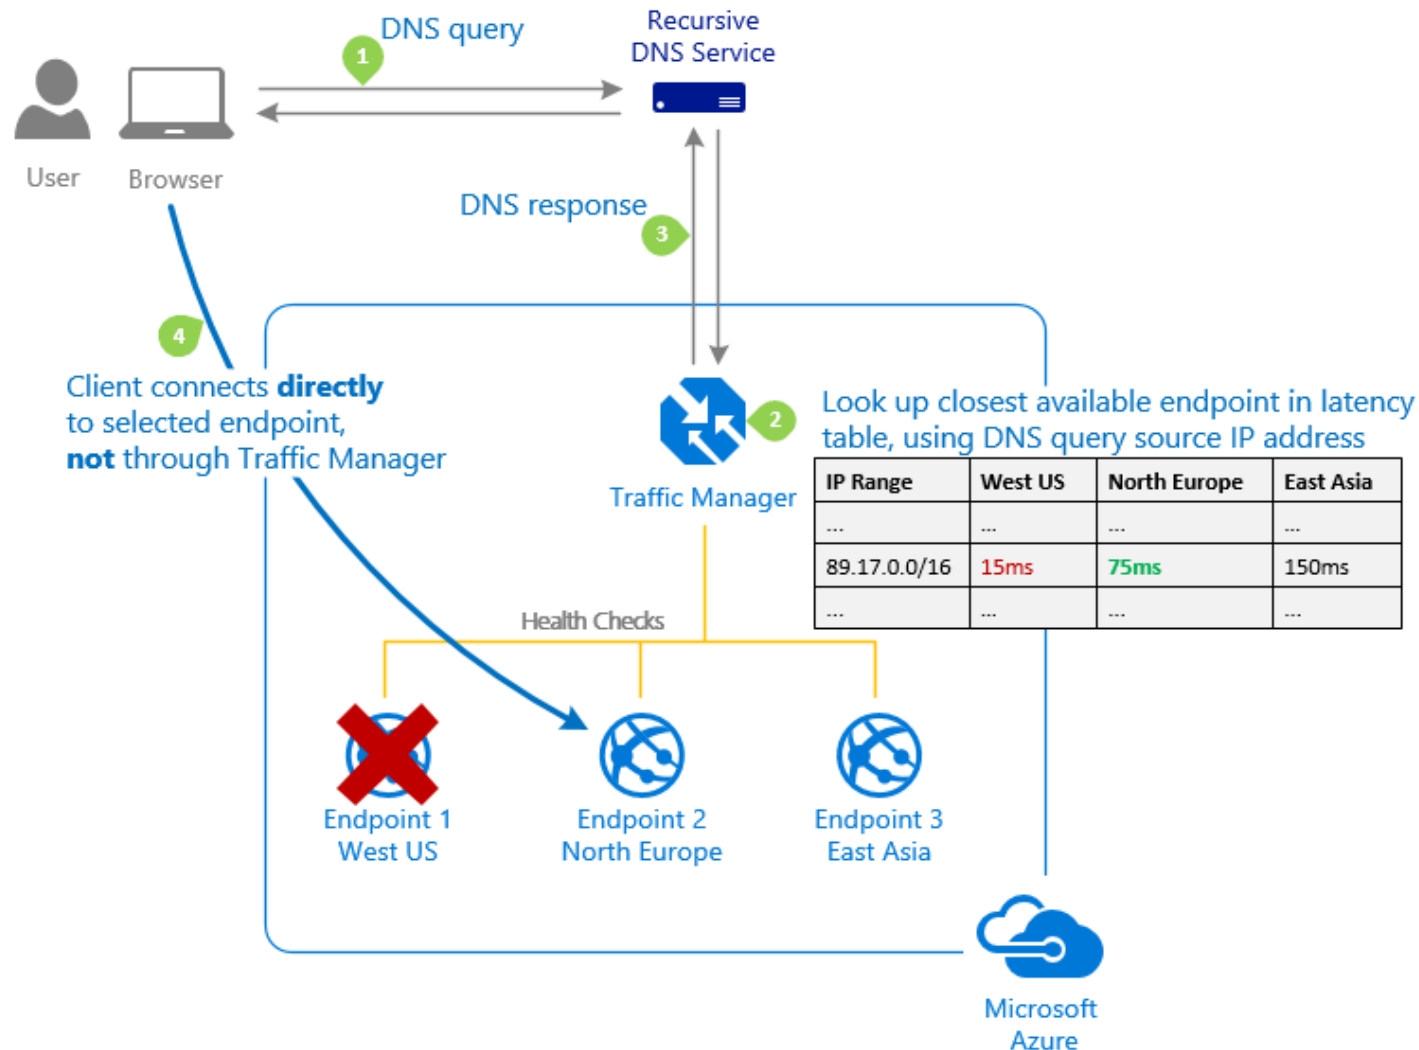 DNS query
1
Recursive
DNS Service
User
Browser
DNS response
3
4
Client connects directly
to selected endpoint,
not through Traffic Manager
2
Look up closest available endpoint in latency
table, using DNS query source IP address
Traffic Manager
IP Range West US North Europe East Asia
... ... ... ...
89.17.0.0/16 15ms 75ms 150ms
... ... ... ...
Health Checks
Endpoint 1
West US
Endpoint 2
North Europe
Endpoint 3
East Asia
Microsoft
Azure